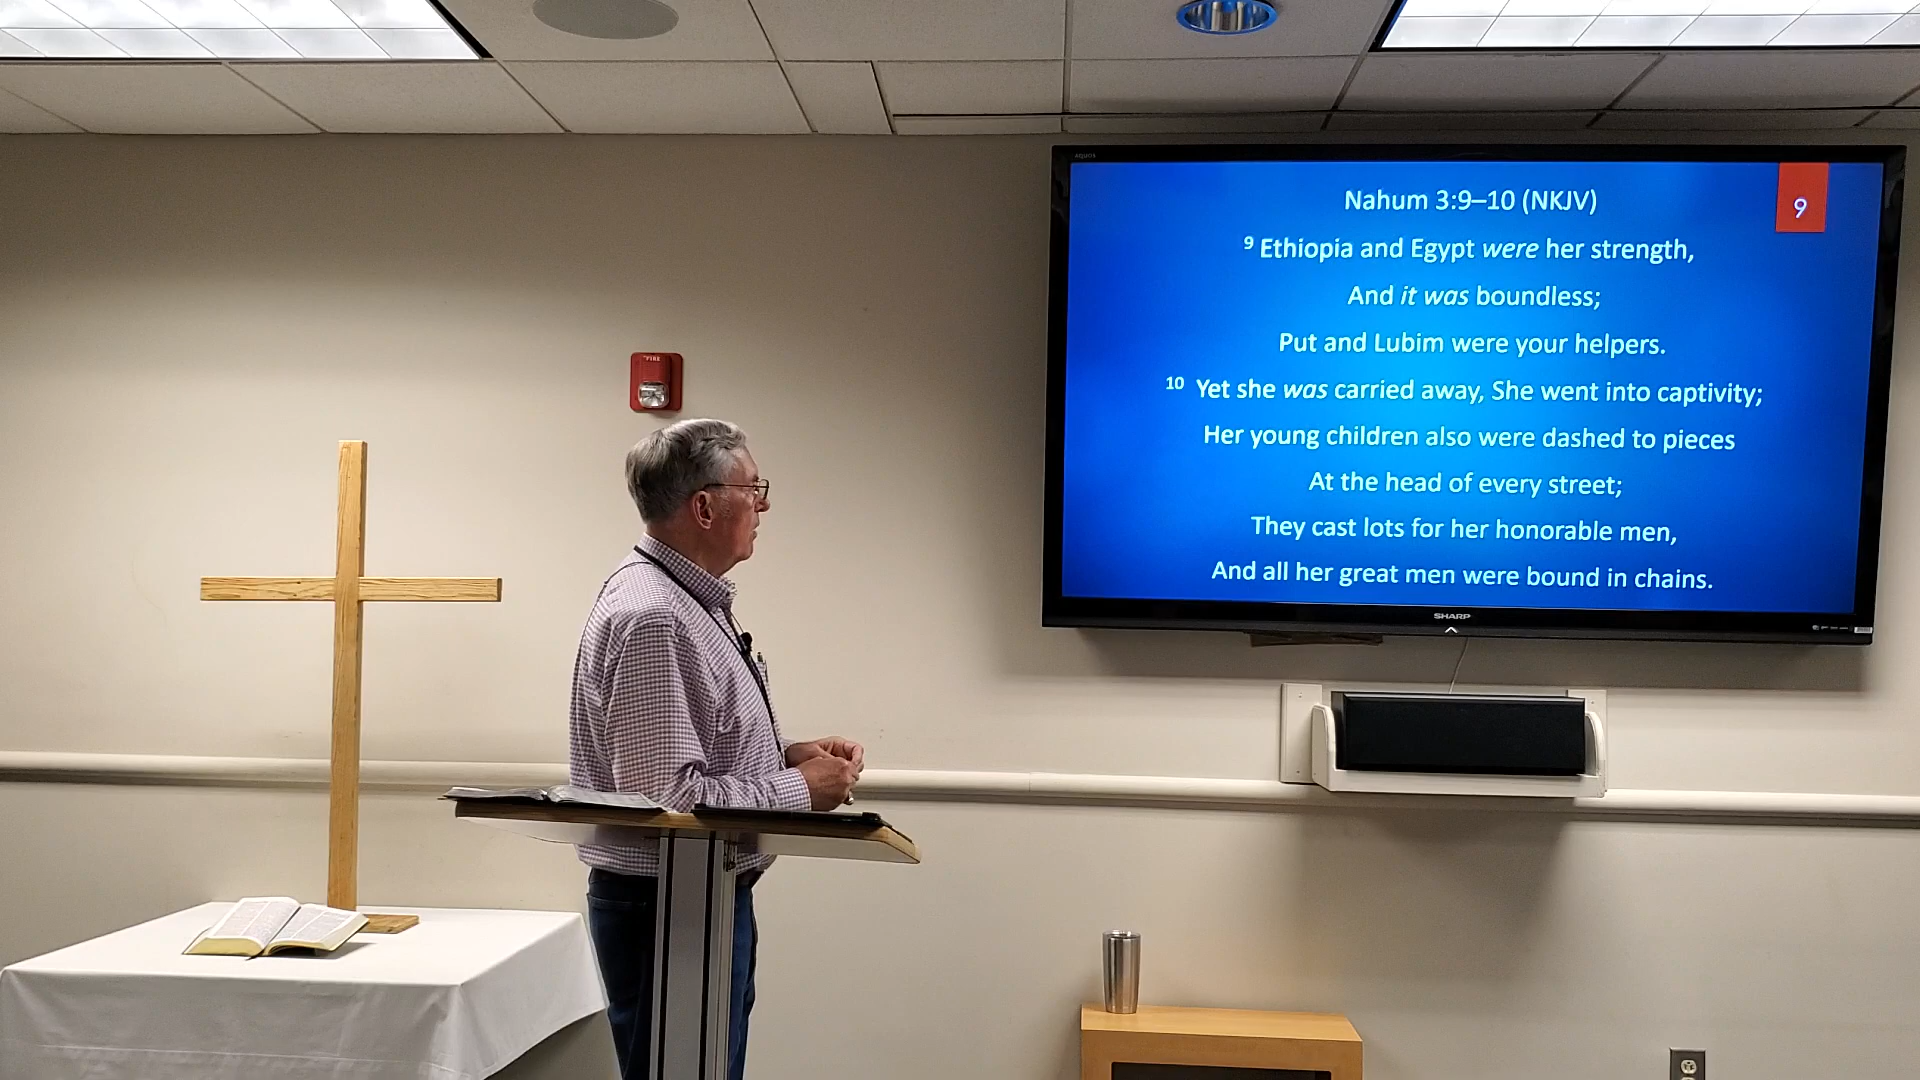 AQUOS
Nahum 3:9–10 (NKJV)
9
9 Ethiopia and Egypt were her strength,
And it was boundless;
Put and Lubim were your helpers.
10 Yet she was carried away, She went into captivity;
Her young children also were dashed to pieces
At the head of every street;
They cast lots for her honorable men,
And all her great men were bound in chains.
SHARP
FIRE